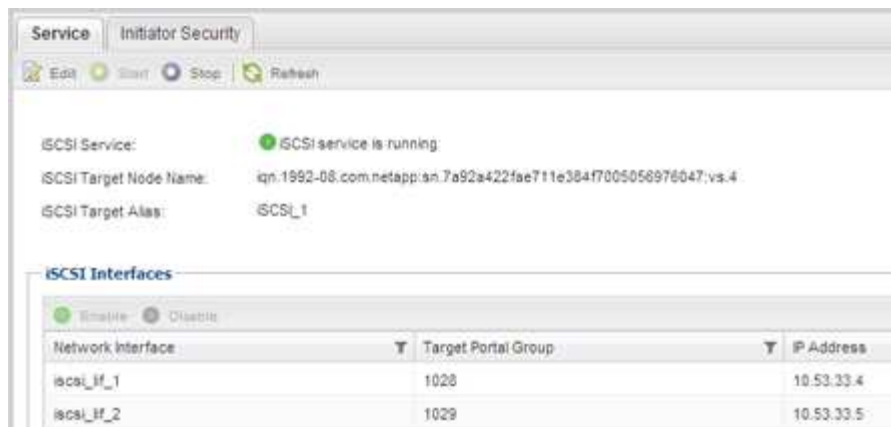 Service Initiator Security
Edit Start Stop Refresh
iSCSI Service: iSCSI service is running
iSCSI Target Node Name: iqn.1992-08.com.netapp:sn.7a92a422fae711e384f7005056976047:vs.4
iSCSI Target Alias: iSCSI_1
iSCSI Interfaces
Enable Disable
Network Interface Target Portal Group IP Address
iscsi_lif_1 1028 10.53.33.4
iscsi_lif_2 1029 10.53.33.5